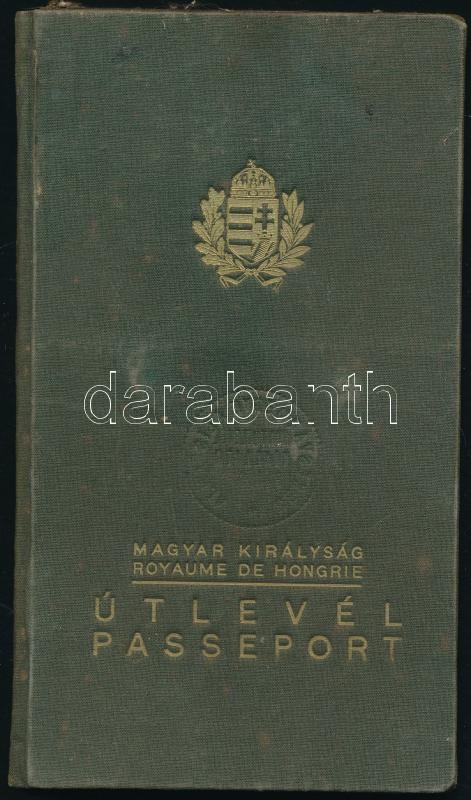 darabanth
MAGYAR KIRÁLYSÁG
ROYAUME DE HONGRIE
ÚTLEVÉL
PASSEPORT